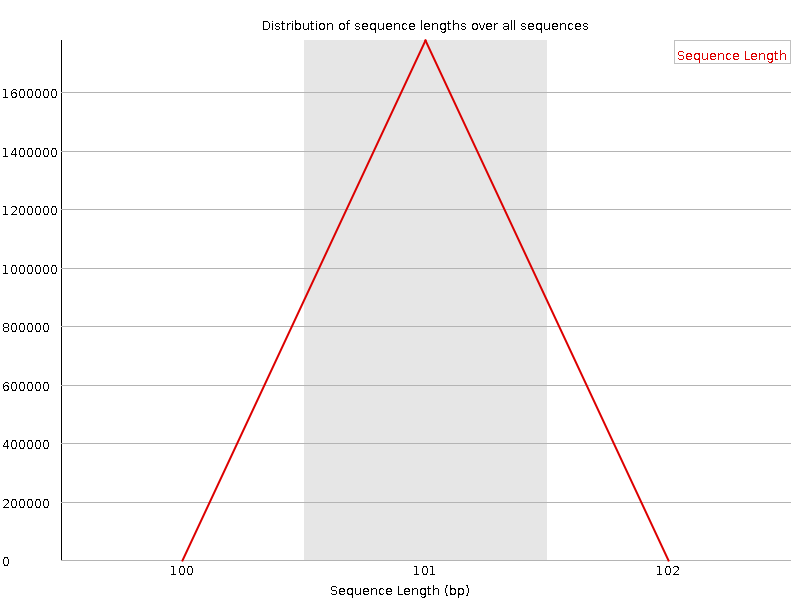 Distribution of sequence lengths over all sequences
Sequence Length
1600000
1400000
1200000
1000000
800000
600000
400000
200000
0
100 101 102
Sequence Length (bp)